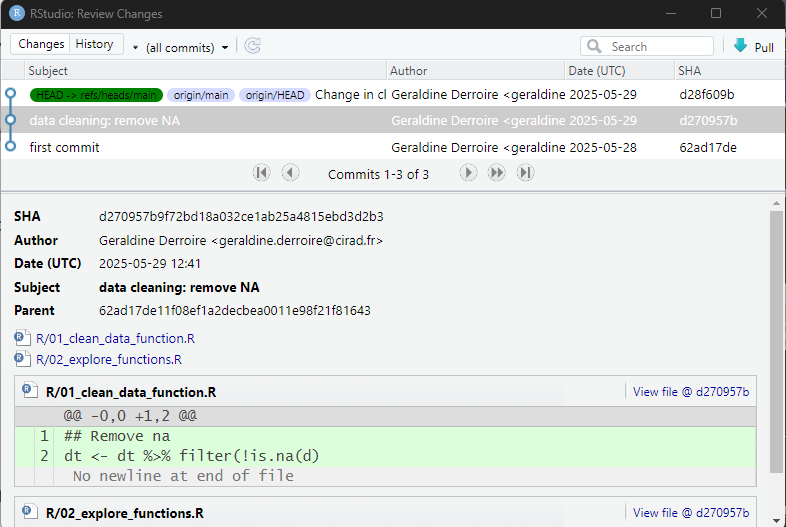 RStudio: Review Changes
Changes History (all commits) Search Pull
Subject Author Date (UTC) SHA
HEAD -> refs/heads/main origin/main origin/HEAD Change in cl Geraldine Derroire <geraldine 2025-05-29 d28f609b
data cleaning: remove NA Geraldine Derroire <geraldine 2025-05-29 d270957b
first commit Geraldine Derroire <geraldine 2025-05-28 62ad17de
Commits 1-3 of 3
SHA d270957b9f72bd18a032ce1ab25a4815ebd3d2b3
Author Geraldine Derroire <geraldine.derroire@cirad.fr>
Date (UTC) 2025-05-29 12:41
Subject data cleaning: remove NA
Parent 62ad17de11f08ef1a2decbea0011e98f21f81643
R/01_clean_data_function.R
R/02_explore_functions.R
R/01_clean_data_function.R View file @ d270957b
@@ -0,0 +1,2 @@
1 ## Remove na
2 dt <- dt %>% filter(!is.na(d)
No newline at end of file
R/02_explore_functions.R View file @ d270957b